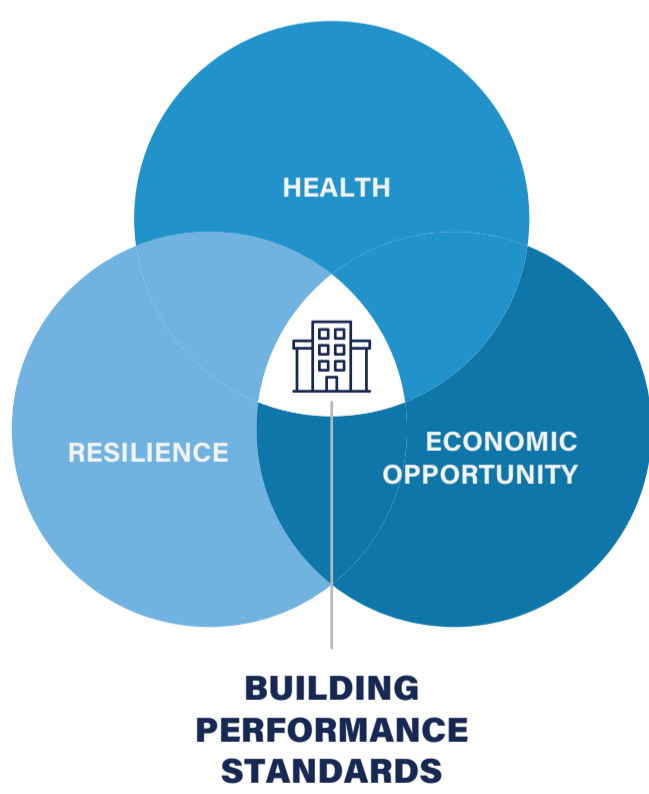 HEALTH
RESILIENCE
ECONOMIC
OPPORTUNITY
BUILDING
PERFORMANCE
STANDARDS